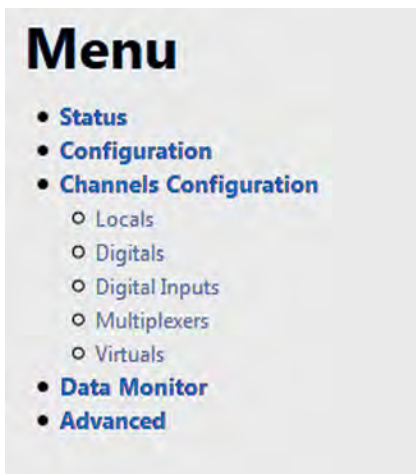 Menu
Status
Configuration
Channels Configuration
Locals
Digitals
Digital Inputs
Multiplexers
Virtuals
Data Monitor
Advanced